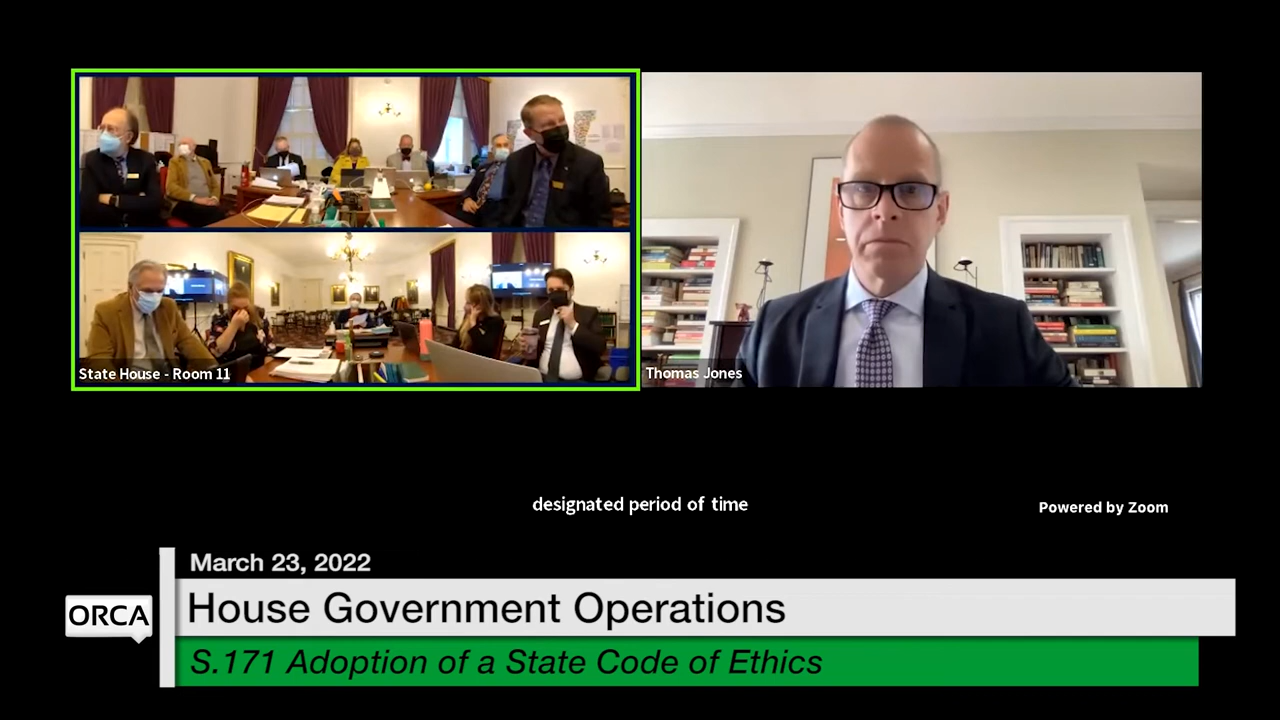 State House - Room 11
Thomas Jones
designated period of time
Powered by Zoom
March 23, 2022
House Government Operations
ORCA
S.171 Adoption of a State Code of Ethics